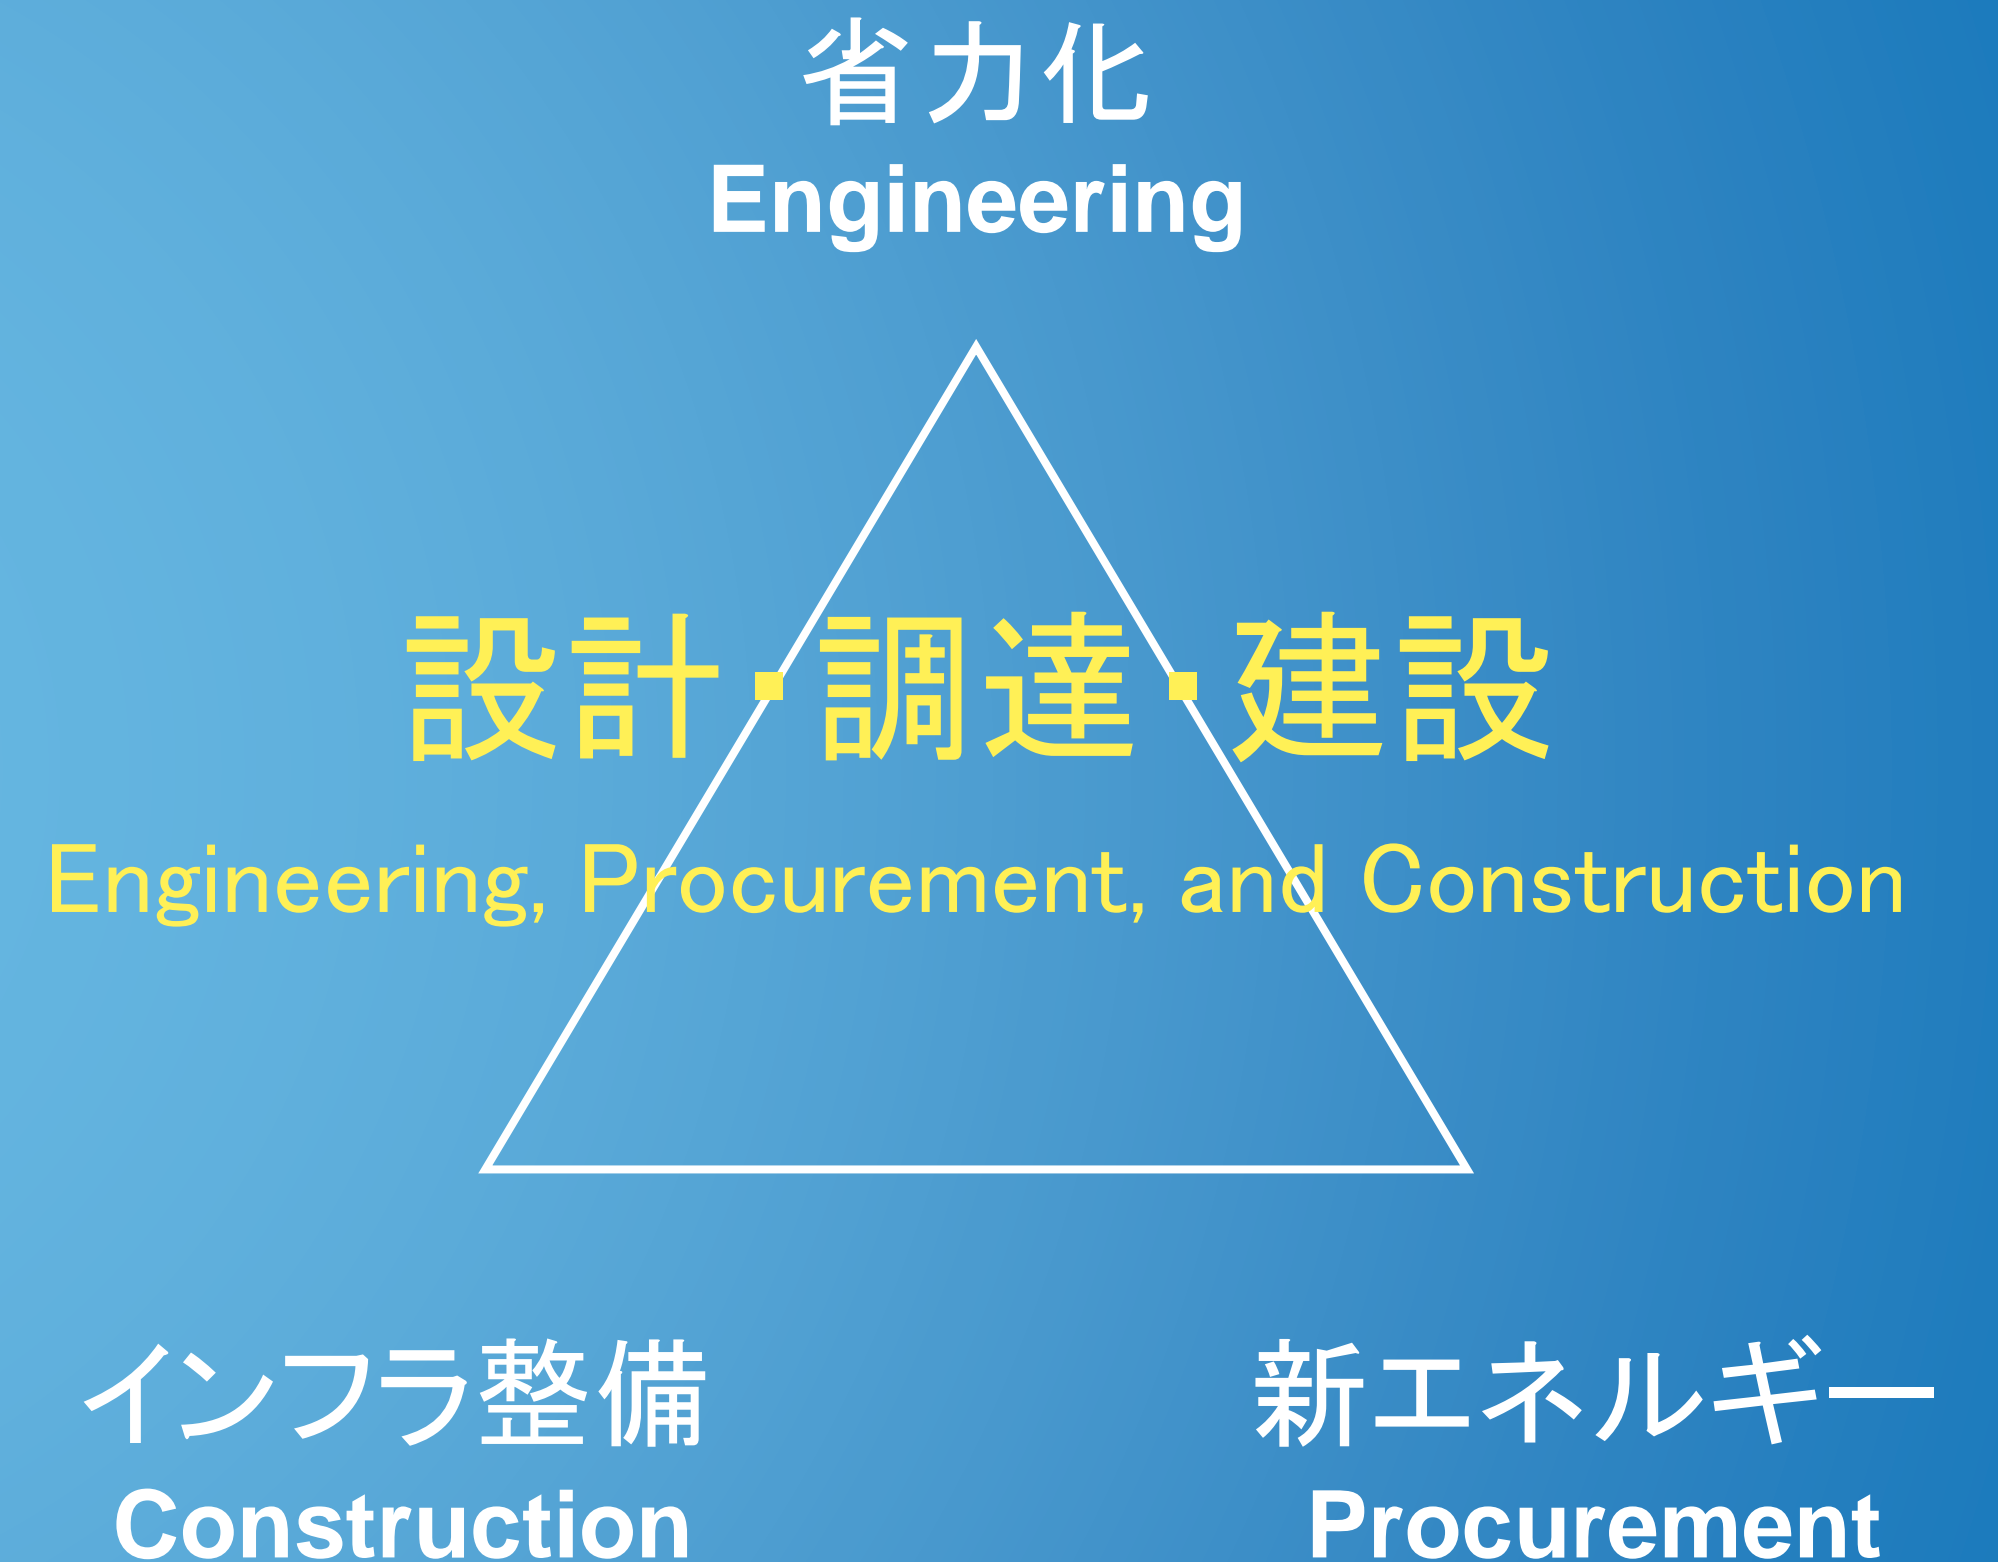 省力化
Engineering
設計・調達・建設
Engineering, Procurement, and Construction
インフラ整備
Construction
新エネルギー
Procurement